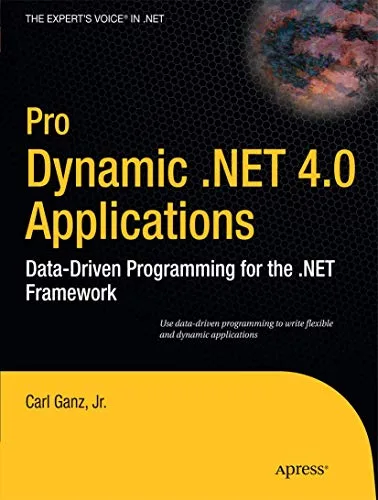 THE EXPERT'S VOICE® IN .NET
Pro
Dynamic .NET 4.0
Applications
Data-Driven Programming for the .NET
Framework
Use data-driven programming to write flexible
and dynamic applications
Carl Ganz, Jr.
Apress®